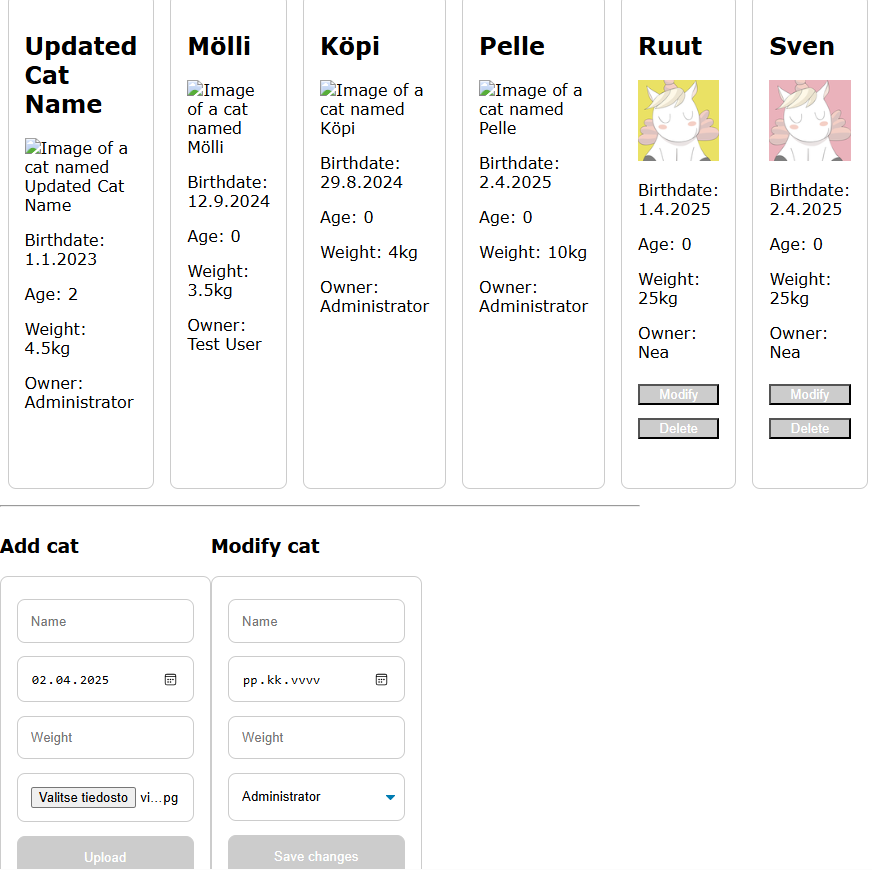 Updated
Cat
Name
Image of a
cat named
Updated Cat
Name
Birthdate:
1.1.2023
Age: 2
Weight:
4.5kg
Owner:
Administrator
Mölli
Image
of a cat
named
Mölli
Birthdate:
12.9.2024
Age: 0
Weight:
3.5kg
Owner:
Test User
Köpi
Image of a
cat named
Köpi
Birthdate:
29.8.2024
Age: 0
Weight: 4kg
Owner:
Administrator
Pelle
Image of a
cat named
Pelle
Birthdate:
2.4.2025
Age: 0
Weight: 10kg
Owner:
Administrator
Ruut
Birthdate:
1.4.2025
Age: 0
Weight:
25kg
Owner:
Nea
Modify
Delete
Sven
Birthdate:
2.4.2025
Age: 0
Weight:
25kg
Owner:
Nea
Modify
Delete
Add cat
Name
02.04.2025
Weight
Valitse tiedosto vi...pg
Upload
Modify cat
Name
pp.kk.vvvv
Weight
Administrator
Save changes